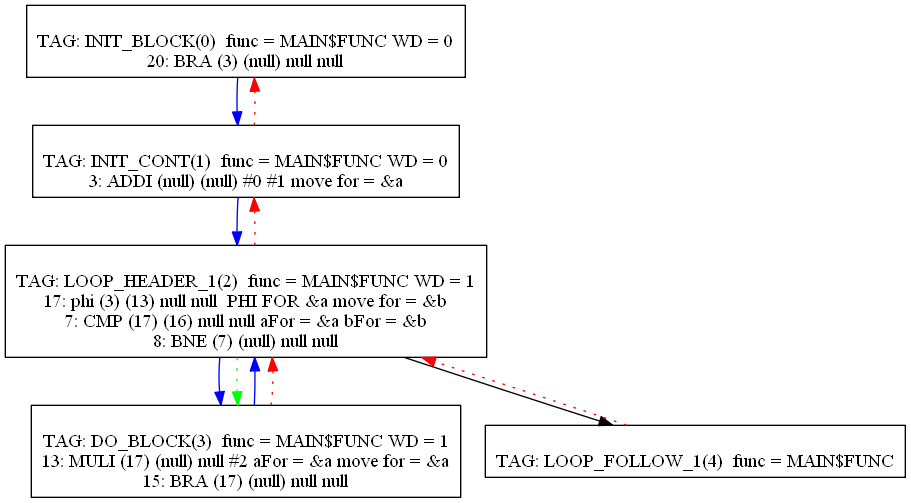 TAG: INIT_BLOCK(0) func = MAIN$FUNC WD = 0
20: BRA (3) (null) null null
TAG: INIT_CONT(1) func = MAIN$FUNC WD = 0
3: ADDI (null) (null) #0 #1 move for = &a
TAG: LOOP_HEADER_1(2) func = MAIN$FUNC WD = 1
17: phi (3) (13) null null PHI FOR &a move for = &b
7: CMP (17) (16) null null aFor = &a bFor = &b
8: BNE (7) (null) null null
TAG: DO_BLOCK(3) func = MAIN$FUNC WD = 1
13: MULI (17) (null) null #2 aFor = &a move for = &a
15: BRA (17) (null) null null
TAG: LOOP_FOLLOW_1(4) func = MAIN$FUNC